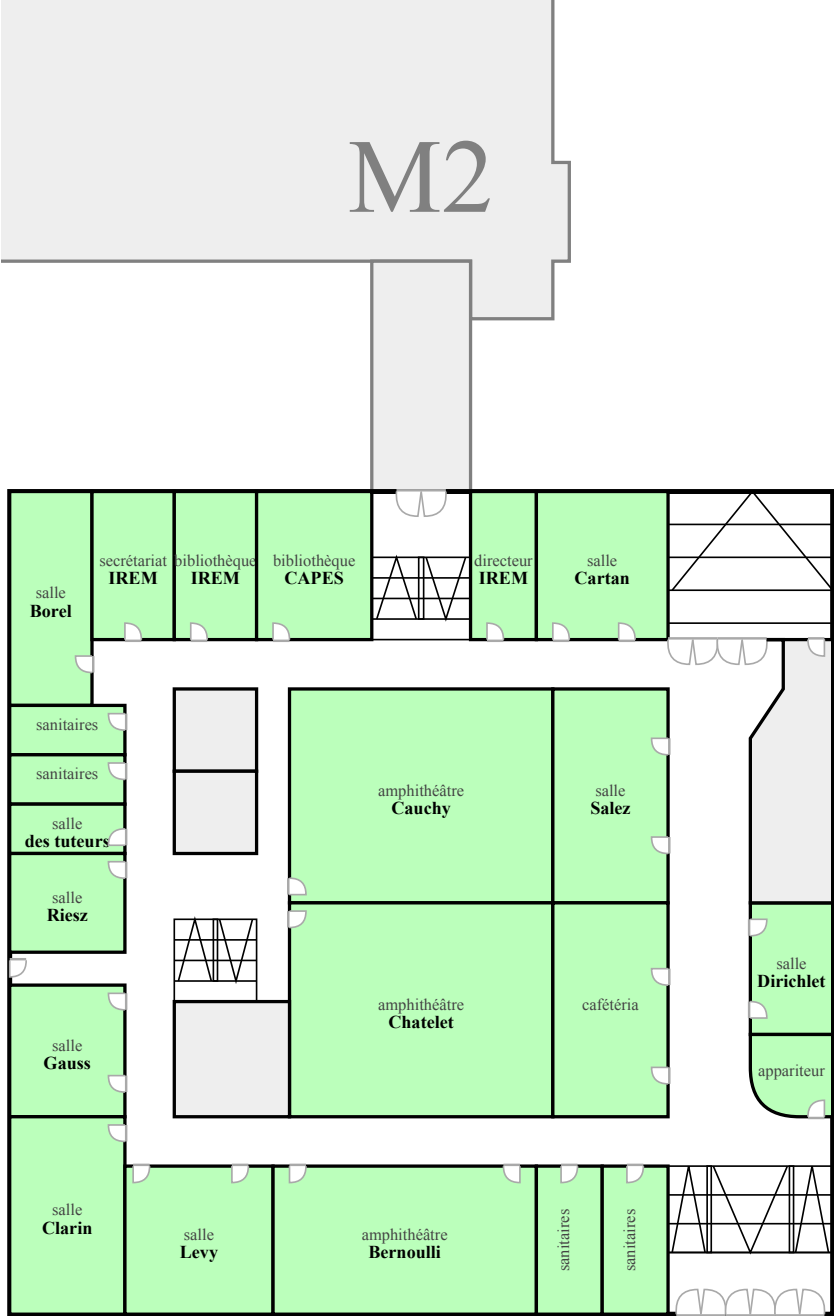 M2
secrétariat
IREM
bibliothèque
IREM
bibliothèque
CAPES
directeur
IREM
salle
Cartan
salle
Borel
sanitaires
sanitaires
salle
des tuteurs
salle
Riesz
amphithéâtre
Cauchy
salle
Salez
amphithéâtre
Chatelet
cafétéria
salle
Dirichlet
appariteur
salle
Gauss
salle
Clarin
salle
Levy
amphithéâtre
Bernoulli
sanitaires
sanitaires